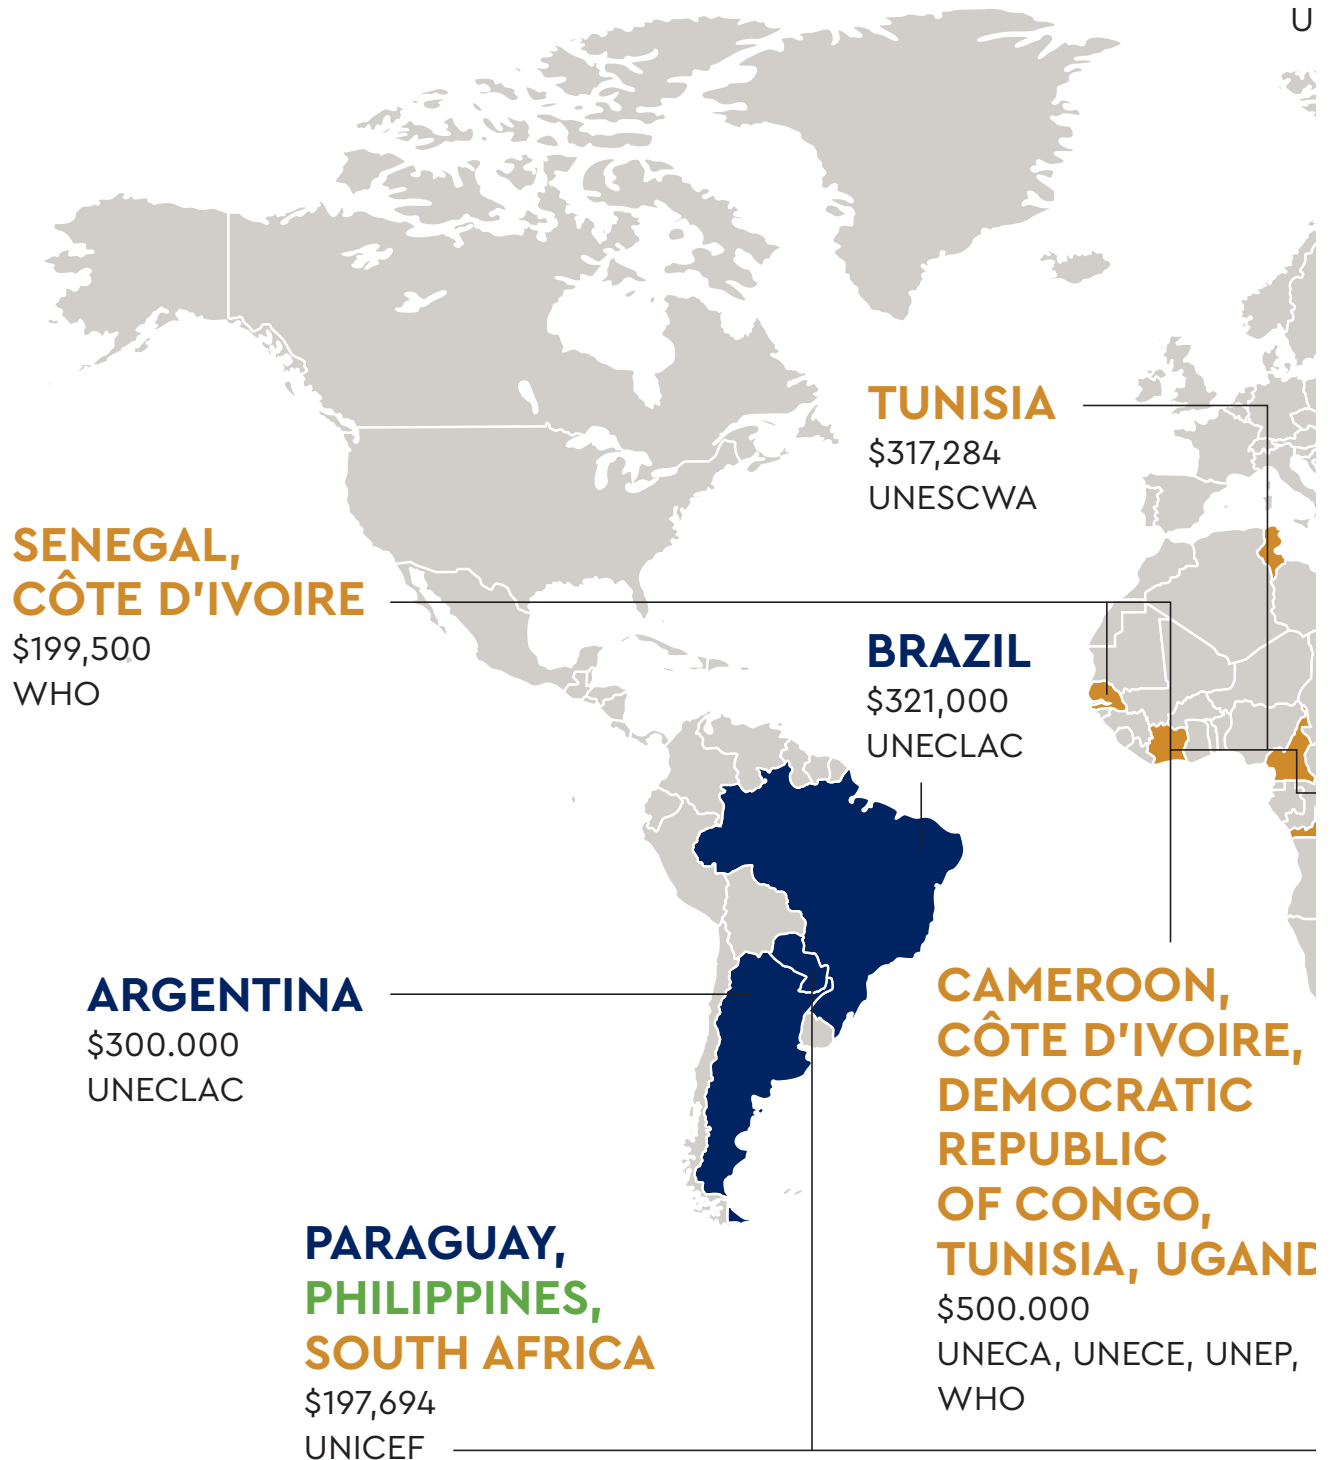 U
TUNISIA
$317,284
UNESCWA
SENEGAL,
CÔTE D'IVOIRE
$199,500
WHO
BRAZIL
$321,000
UNECLAC
ARGENTINA
$300.000
UNECLAC
CAMEROON,
CÔTE D'IVOIRE,
DEMOCRATIC
REPUBLIC
OF CONGO,
TUNISIA, UGAND
$500.000
UNECA, UNECE, UNEP,
WHO
PARAGUAY,
PHILIPPINES,
SOUTH AFRICA
$197,694
UNICEF